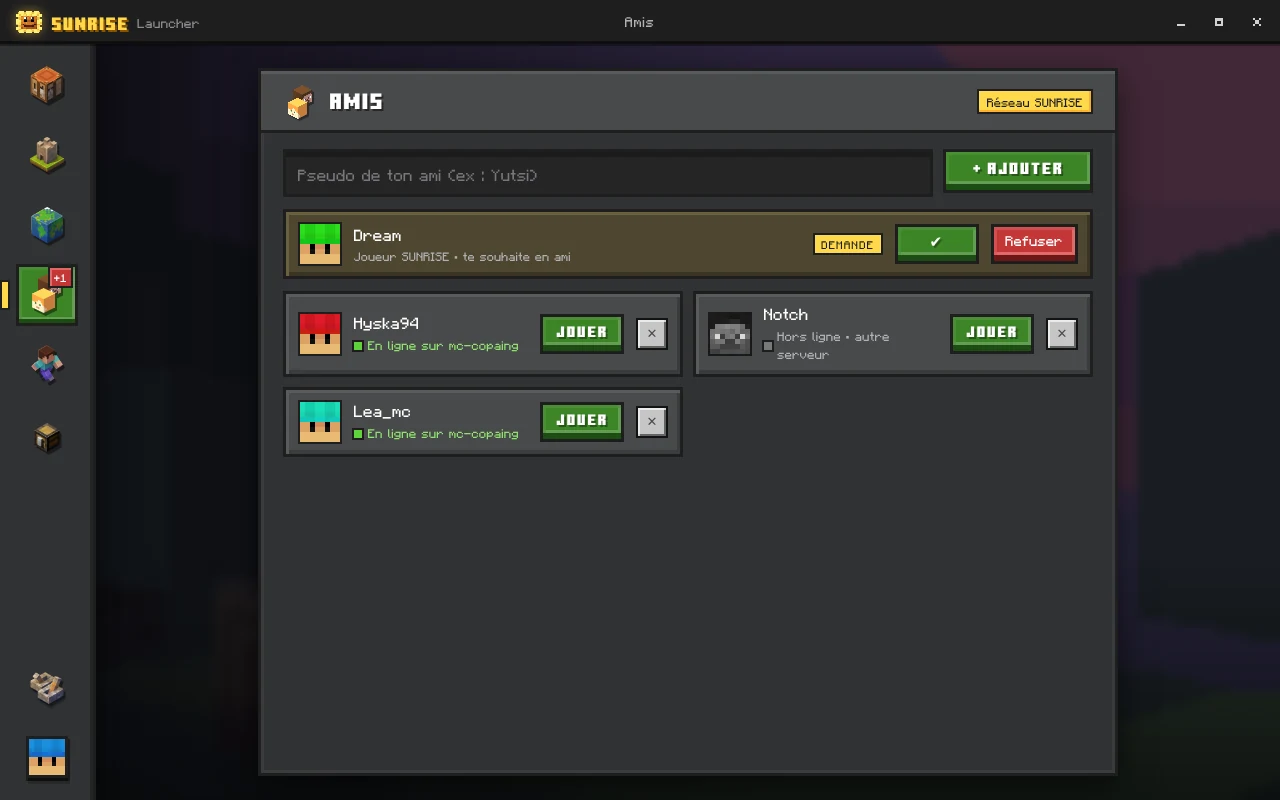 SUNRISE Launcher
Amis
+1
AMIS
Réseau SUNRISE
Pseudo de ton ami (ex : Yutsi)
+ AJOUTER
Dream
Joueur SUNRISE • te souhaite en ami
DEMANDE
✔
Refuser
Hyska94
En ligne sur mc-copaing
JOUER
×
Notch
Hors ligne • autre
serveur
JOUER
×
Lea_mc
En ligne sur mc-copaing
JOUER
×